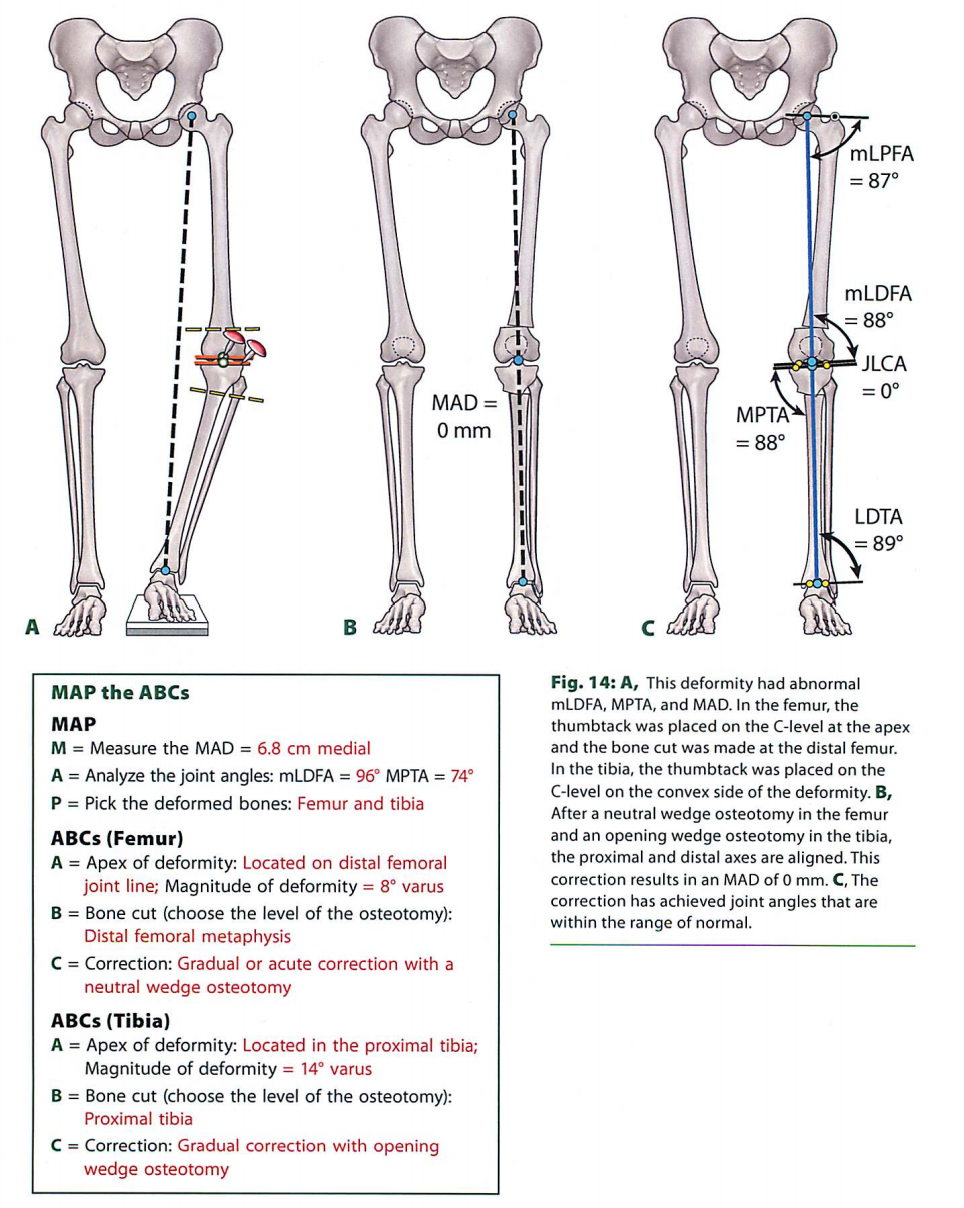 mLPFA
= 87°
mLDFA
= 88°
JLCA
= 0°
MAD =
0 mm
MPTA
= 88°
LDTA
= 89°
A
B
C
MAP the ABCs
MAP
M = Measure the MAD = 6.8 cm medial
A = Analyze the joint angles: mLDFA = 96° MPTA = 74°
P = Pick the deformed bones: Femur and tibia
ABCs (Femur)
A = Apex of deformity: Located on distal femoral
joint line; Magnitude of deformity = 8° varus
B = Bone cut (choose the level of the osteotomy):
Distal femoral metaphysis
C = Correction: Gradual or acute correction with a
neutral wedge osteotomy
ABCs (Tibia)
A = Apex of deformity: Located in the proximal tibia;
Magnitude of deformity = 14° varus
B = Bone cut (choose the level of the osteotomy):
Proximal tibia
C = Correction: Gradual correction with opening
wedge osteotomy
Fig. 14: A, This deformity had abnormal
mLDFA, MPTA, and MAD. In the femur, the
thumbtack was placed on the C-level at the apex
and the bone cut was made at the distal femur.
In the tibia, the thumbtack was placed on the
C-level on the convex side of the deformity. B,
After a neutral wedge osteotomy in the femur
and an opening wedge osteotomy in the tibia,
the proximal and distal axes are aligned. This
correction results in an MAD of 0 mm. C, The
correction has achieved joint angles that are
within the range of normal.